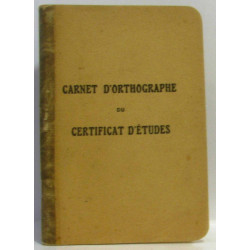 CARNET D'ORTHOGRAPHE
DU
CERTIFICAT D'ÉTUDES